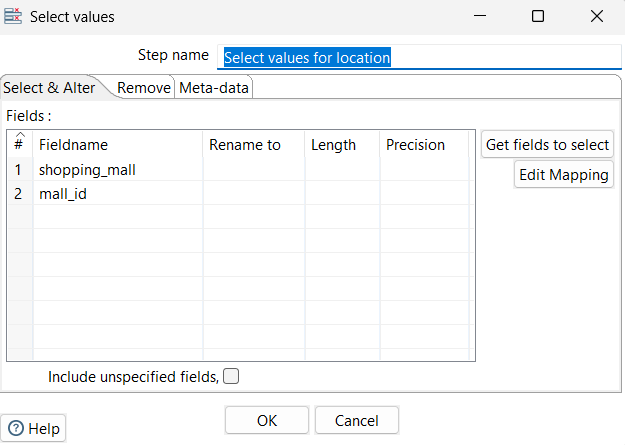 Select values
Step name Select values for location
Select & Alter Remove Meta-data
Fields :
# Fieldname Rename to Length Precision
1 shopping_mall
2 mall_id
Get fields to select
Edit Mapping
Include unspecified fields,
Help
OK
Cancel